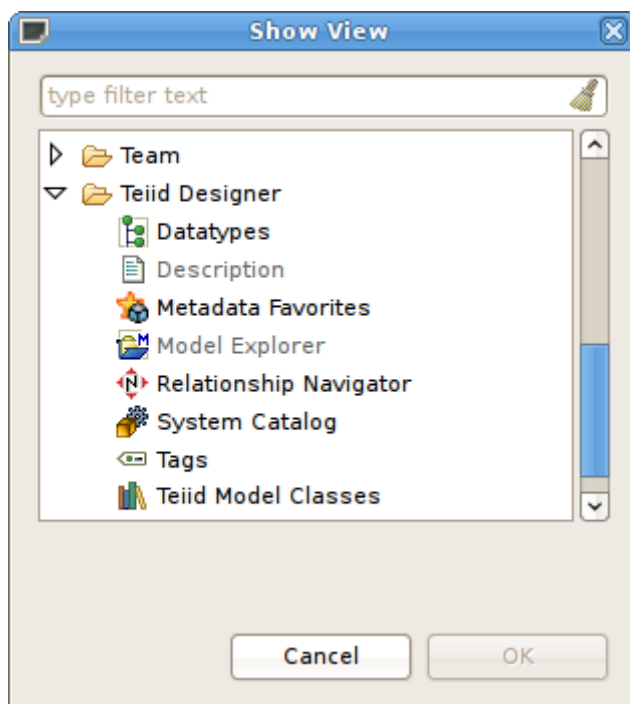 Show View
type filter text
Team
Teiid Designer
Datatypes
Description
Metadata Favorites
Model Explorer
Relationship Navigator
System Catalog
Tags
Teiid Model Classes
Cancel OK